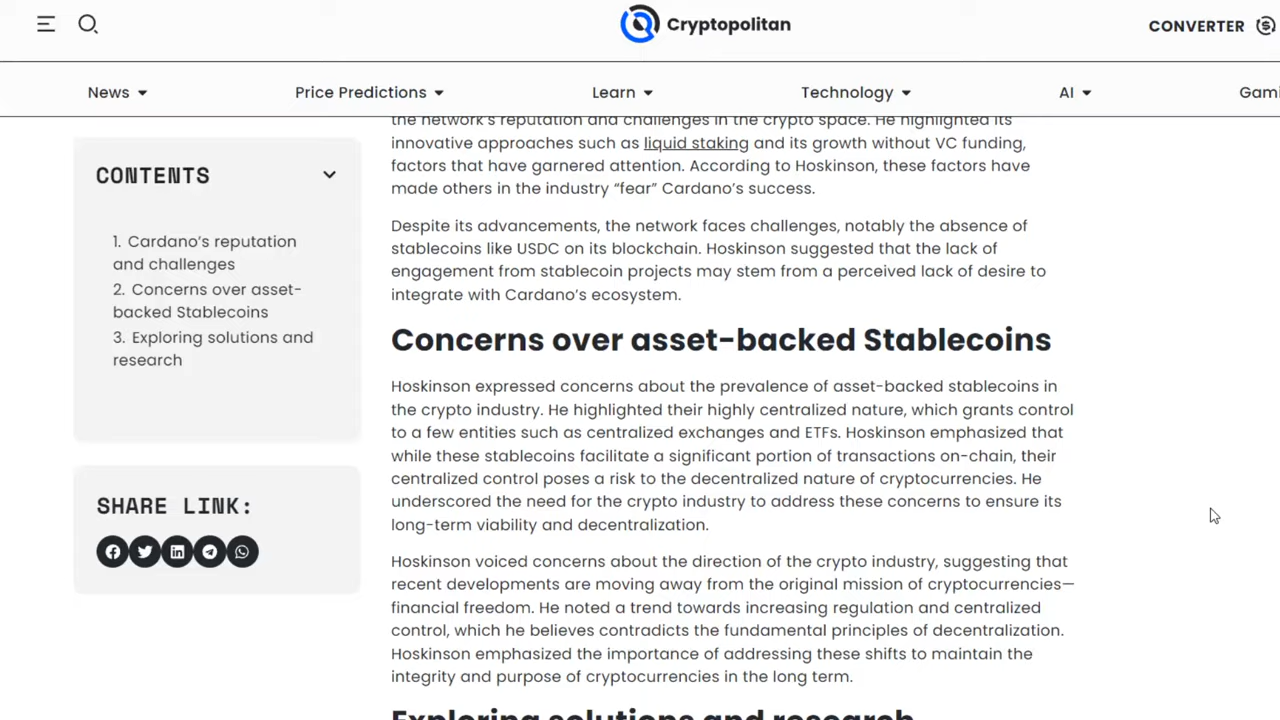 Cryptopolitan
CONVERTER
News
Price Predictions
Learn
Technology
AI
CONTENTS
1. Cardano’s reputation
and challenges
2. Concerns over asset-
backed Stablecoins
3. Exploring solutions and
research
SHARE LINK:
the network’s reputation and challenges in the crypto space. He highlighted its
innovative approaches such as liquid staking and its growth without VC funding,
factors that have garnered attention. According to Hoskinson, these factors have
made others in the industry “fear” Cardano’s success.
Despite its advancements, the network faces challenges, notably the absence of
stablecoins like USDC on its blockchain. Hoskinson suggested that the lack of
engagement from stablecoin projects may stem from a perceived lack of desire to
integrate with Cardano’s ecosystem.
Concerns over asset-backed Stablecoins
Hoskinson expressed concerns about the prevalence of asset-backed stablecoins in
the crypto industry. He highlighted their highly centralized nature, which grants control
to a few entities such as centralized exchanges and ETFs. Hoskinson emphasized that
while these stablecoins facilitate a significant portion of transactions on-chain, their
centralized control poses a risk to the decentralized nature of cryptocurrencies. He
underscored the need for the crypto industry to address these concerns to ensure its
long-term viability and decentralization.
Hoskinson voiced concerns about the direction of the crypto industry, suggesting that
recent developments are moving away from the original mission of cryptocurrencies—
financial freedom. He noted a trend towards increasing regulation and centralized
control, which he believes contradicts the fundamental principles of decentralization.
Hoskinson emphasized the importance of addressing these shifts to maintain the
integrity and purpose of cryptocurrencies in the long term.
Exploring solutions and research